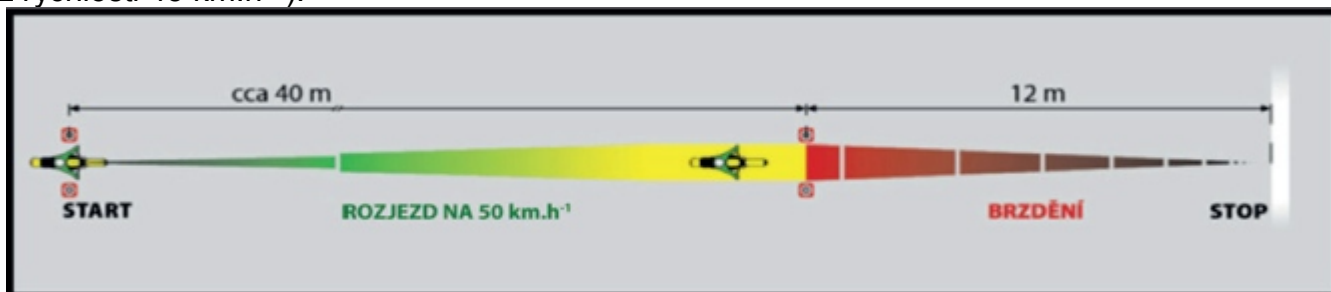 cca 40 m
12 m
START
ROZJEZD NA 50 km.h⁻¹
BRZDĚNÍ
STOP